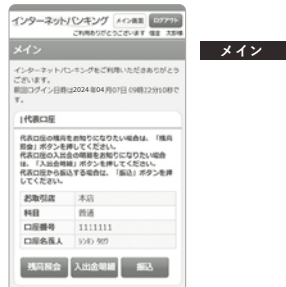 インターネットバンキング メイン画面 ログアウト
ご利用ありがとうございます 信金 太郎様
メイン
メイン
インターネットバンキングをご利用いただきありがとう
ございます。
前回ログイン日時は2024年04月07日 09時22分10秒で
す。
代表口座
代表口座の残高をお知りになりたい場合は、「残高
照会」ボタンを押してください。
代表口座の入出金の明細をお知りになりたい場合
は、「入出金明細」ボタンを押してください。
代表口座から振込する場合は、「振込」ボタンを押
してください。
お取引店 本店
科目 普通
口座番号 1111111
口座名義人 シンキン タロウ
残高照会 入出金明細 振込